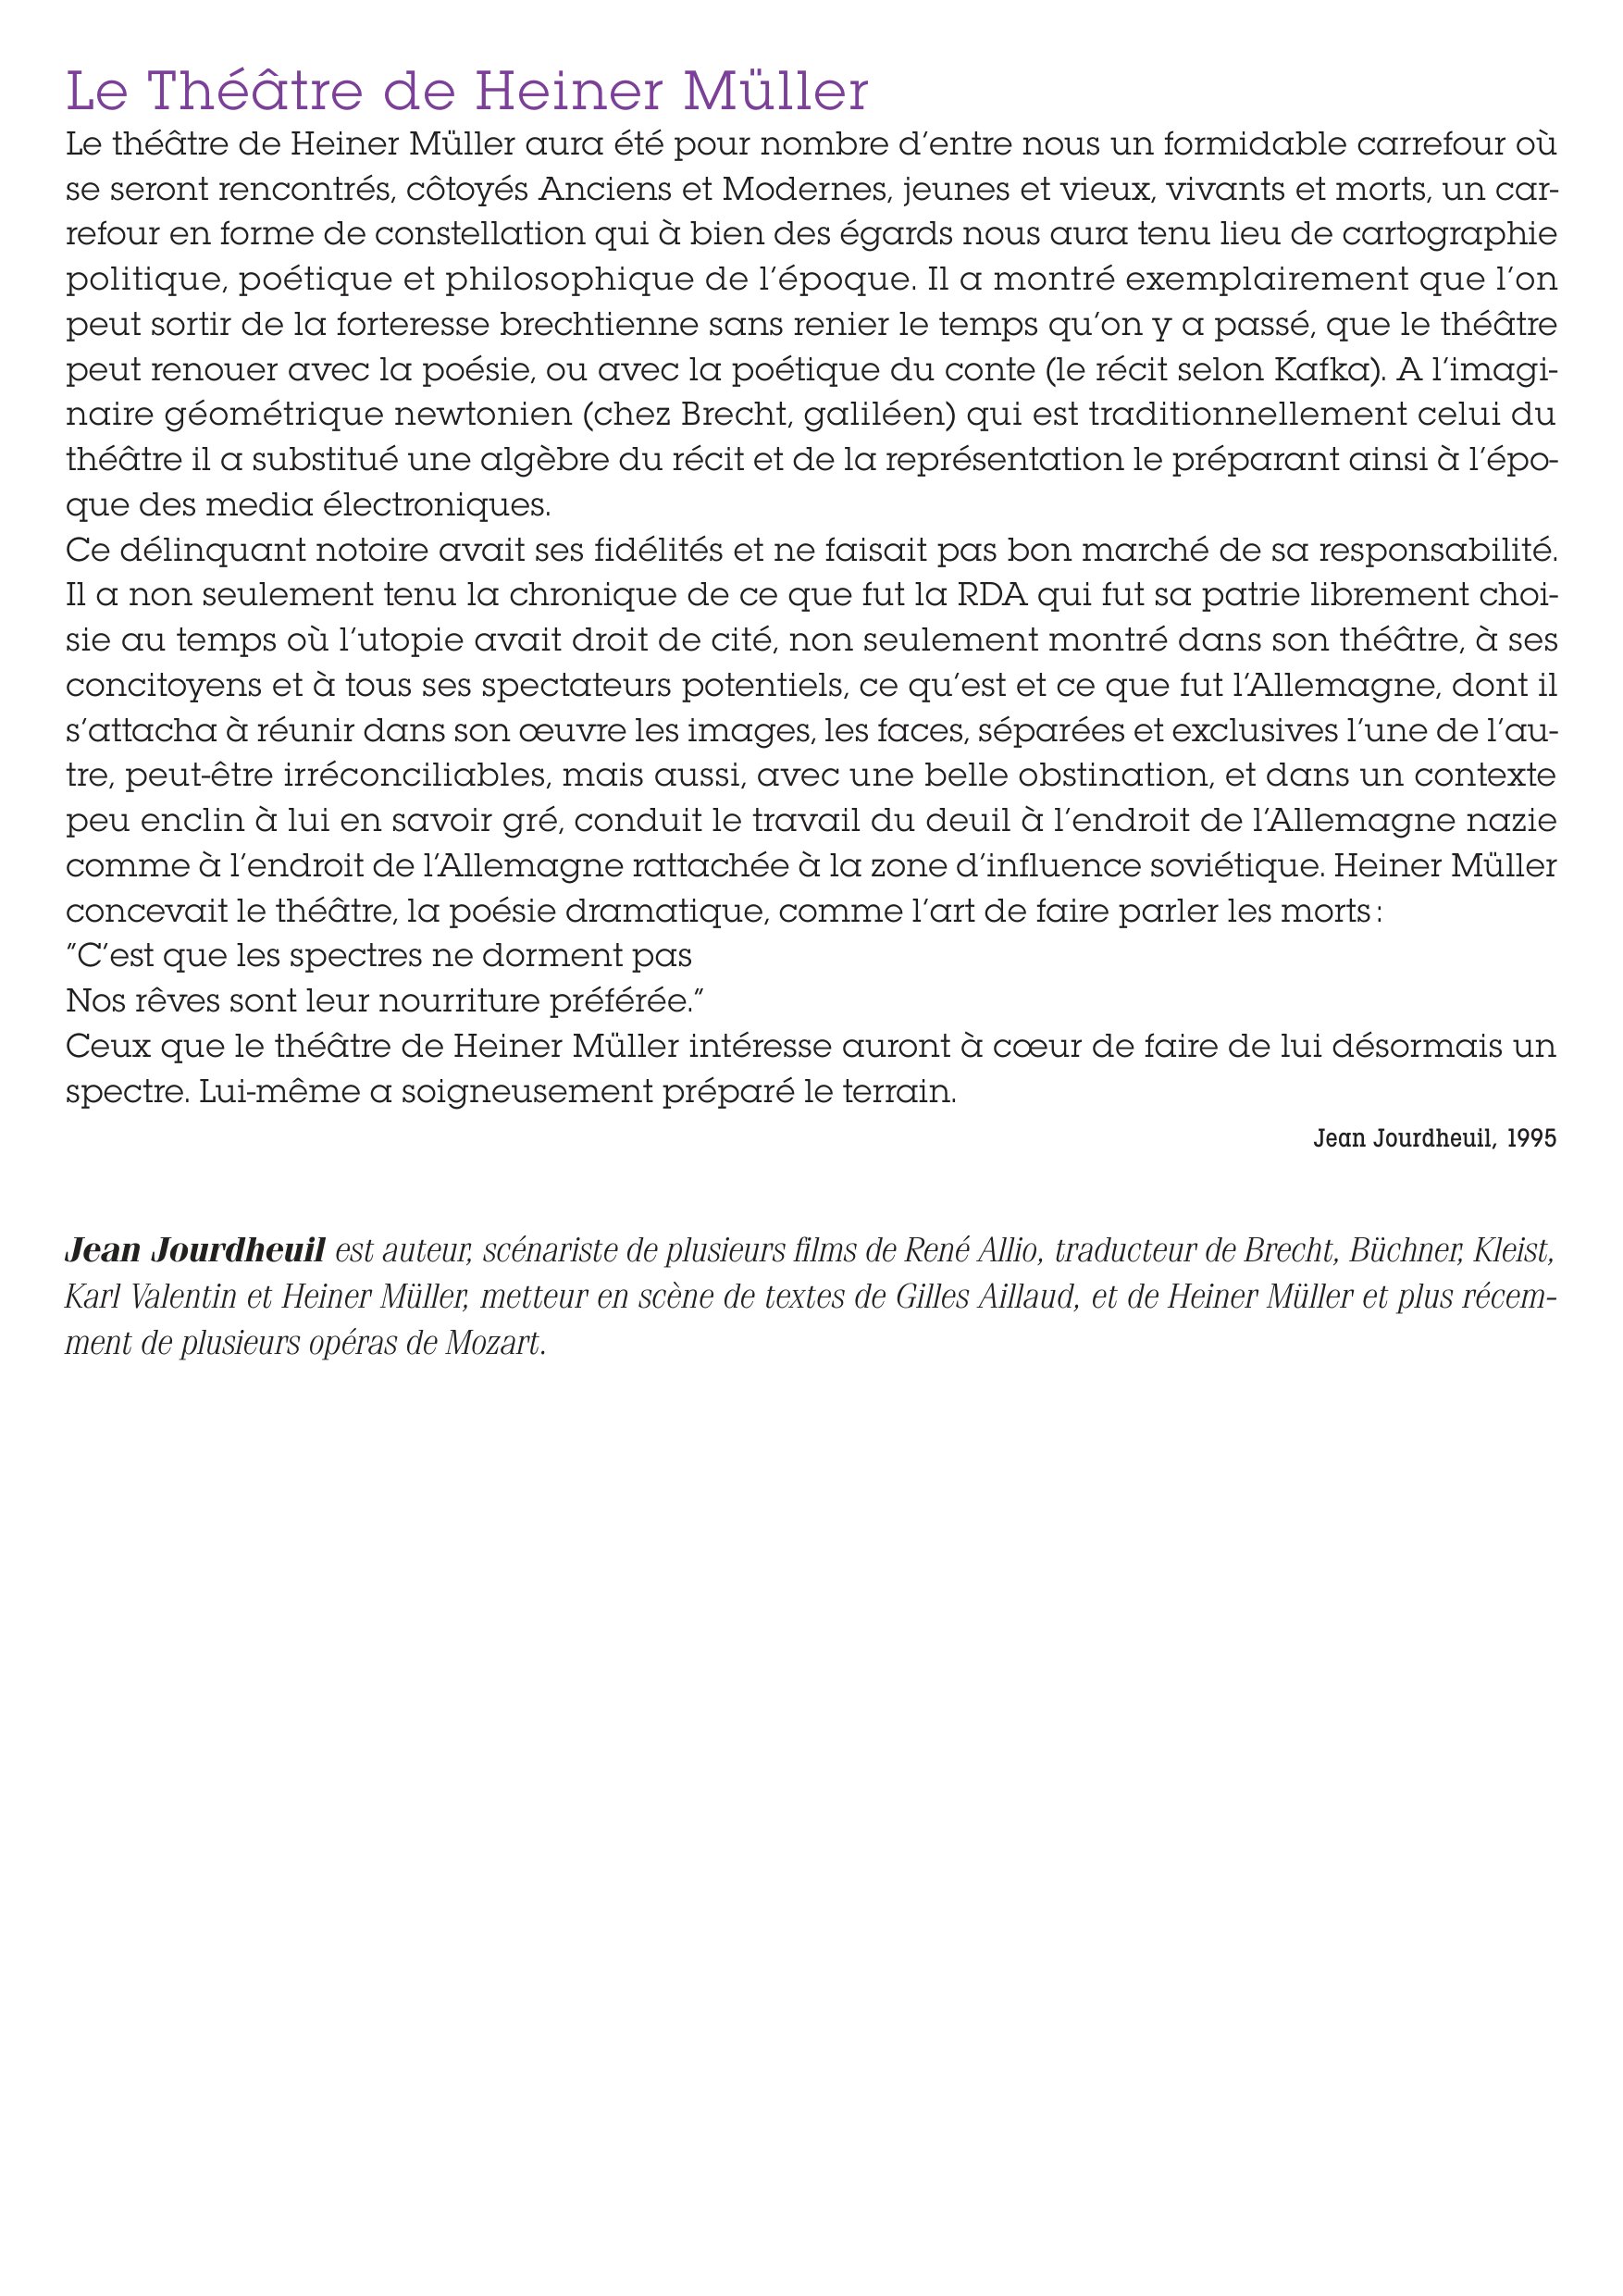 Le Théâtre de Heiner Müller
Le théâtre de Heiner Müller aura été pour nombre d’entre nous un formidable carrefour où
se seront rencontrés, côtoyés Anciens et Modernes, jeunes et vieux, vivants et morts, un car-
refour en forme de constellation qui à bien des égards nous aura tenu lieu de cartographie
politique, poétique et philosophique de l’époque. Il a montré exemplairement que l’on
peut sortir de la forteresse brechtienne sans renier le temps qu’on y a passé, que le théâtre
peut renouer avec la poésie, ou avec la poétique du conte (le récit selon Kafka). A l’imagi-
naire géométrique newtonien (chez Brecht, galiléen) qui est traditionnellement celui du
théâtre il a substitué une algèbre du récit et de la représentation le préparant ainsi à l’épo-
que des media électroniques.
Ce délinquant notoire avait ses fidélités et ne faisait pas bon marché de sa responsabilité.
Il a non seulement tenu la chronique de ce que fut la RDA qui fut sa patrie librement choi-
sie au temps où l’utopie avait droit de cité, non seulement montré dans son théâtre, à ses
concitoyens et à tous ses spectateurs potentiels, ce qu’est et ce que fut l’Allemagne, dont il
s’attacha à réunir dans son œuvre les images, les faces, séparées et exclusives l’une de l’au-
tre, peut-être irréconciliables, mais aussi, avec une belle obstination, et dans un contexte
peu enclin à lui en savoir gré, conduit le travail du deuil à l’endroit de l’Allemagne nazie
comme à l’endroit de l’Allemagne rattachée à la zone d’influence soviétique. Heiner Müller
concevait le théâtre, la poésie dramatique, comme l’art de faire parler les morts :
“C’est que les spectres ne dorment pas
Nos rêves sont leur nourriture préférée.”
Ceux que le théâtre de Heiner Müller intéresse auront à cœur de faire de lui désormais un
spectre. Lui-même a soigneusement préparé le terrain.
Jean Jourdheuil, 1995
Jean Jourdheuil est auteur, scénariste de plusieurs films de René Allio, traducteur de Brecht, Büchner, Kleist,
Karl Valentin et Heiner Müller, metteur en scène de textes de Gilles Aillaud, et de Heiner Müller et plus récem-
ment de plusieurs opéras de Mozart.